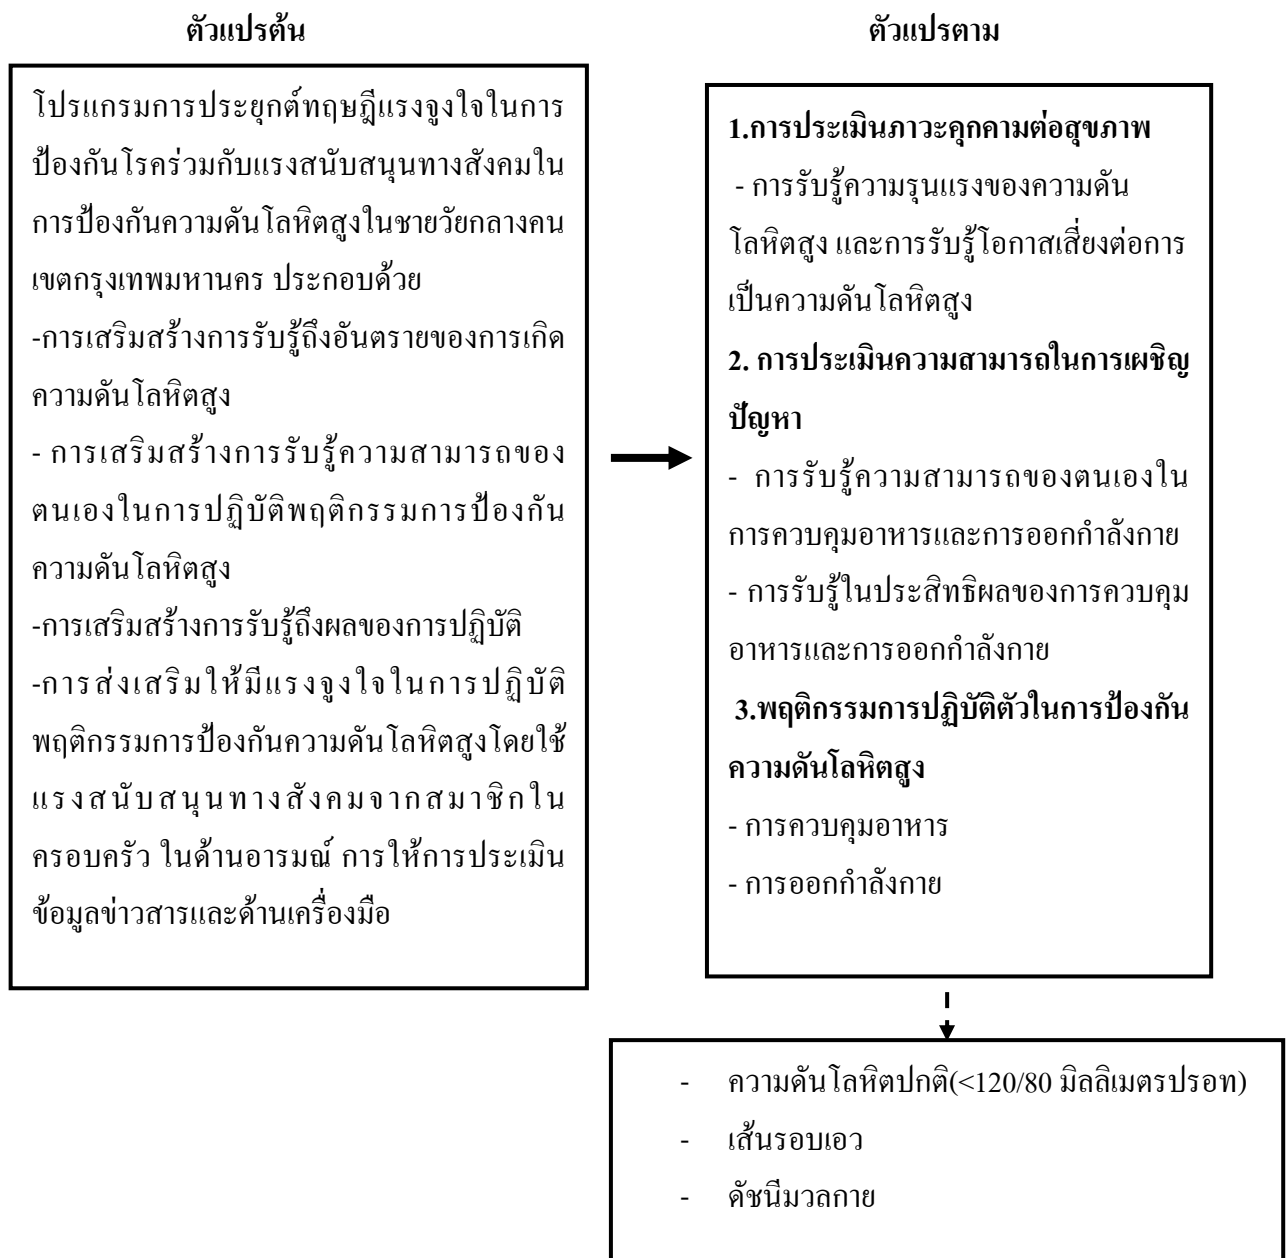 ตัวแปรต้น
โปรแกรมการประยุกต์ทฤษฎีแรงจูงใจในการ
ป้องกันโรคร่วมกับแรงสนับสนุนทางสังคมใน
การป้องกันความดันโลหิตสูงในชายวัยกลางคน
เขตกรุงเทพมหานคร ประกอบด้วย
-การเสริมสร้างการรับรู้ถึงอันตรายของการเกิด
ความดันโลหิตสูง
- การเสริมสร้างการรับรู้ความสามารถของ
ตนเองในการปฏิบัติพฤติกรรมการป้องกัน
ความดันโลหิตสูง
-การเสริมสร้างการรับรู้ถึงผลของการปฏิบัติ
-การส่งเสริมให้มีแรงจูงใจในการปฏิบัติ
พฤติกรรมการป้องกันความดันโลหิตสูงโดยใช้
แรงสนับสนุนทางสังคมจากสมาชิกใน
ครอบครัว ในด้านอารมณ์ การให้การประเมิน
ข้อมูลข่าวสารและด้านเครื่องมือ
ตัวแปรตาม
1.การประเมินภาวะคุกคามต่อสุขภาพ
- การรับรู้ความรุนแรงของความดัน
โลหิตสูง และการรับรู้โอกาสเสี่ยงต่อการ
เป็นความดันโลหิตสูง
2. การประเมินความสามารถในการเผชิญ
ปัญหา
- การรับรู้ความสามารถของตนเองใน
การควบคุมอาหารและการออกกำลังกาย
- การรับรู้ในประสิทธิผลของการควบคุม
อาหารและการออกกำลังกาย
3.พฤติกรรมการปฏิบัติตัวในการป้องกัน
ความดันโลหิตสูง
- การควบคุมอาหาร
- การออกกำลังกาย
- ความดันโลหิตปกติ(<120/80 มิลลิเมตรปรอท)
- เส้นรอบเอว
- ดัชนีมวลกาย